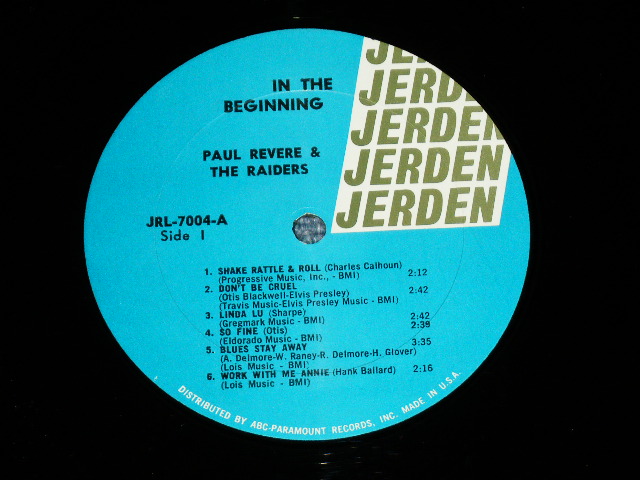 JERDEN
JERDEN
JERDEN
JERDEN
JERDEN
IN THE
BEGINNING
PAUL REVERE &
THE RAIDERS
JRL-7004-A
Side 1
1. SHAKE RATTLE & ROLL (Charles Calhoun)
(Progressive Music, Inc., - BMI) 2:12
2. DON'T BE CRUEL
(Otis Blackwell-Elvis Presley) 2:42
(Travis Music-Elvis Presley Music - BMI)
3. LINDA LU (Sharpe)
(Gregmark Music - BMI) 2:42
4. SO FINE (Otis) 2:39
(Eldorado Music - BMI)
5. BLUES STAY AWAY 3:35
(A. Delmore-W. Raney-R. Delmore-H. Glover)
(Lois Music - BMI)
6. WORK WITH ME ANNIE (Hank Ballard) 2:16
(Lois Music - BMI)
DISTRIBUTED BY ABC-PARAMOUNT RECORDS, INC. MADE IN U.S.A.